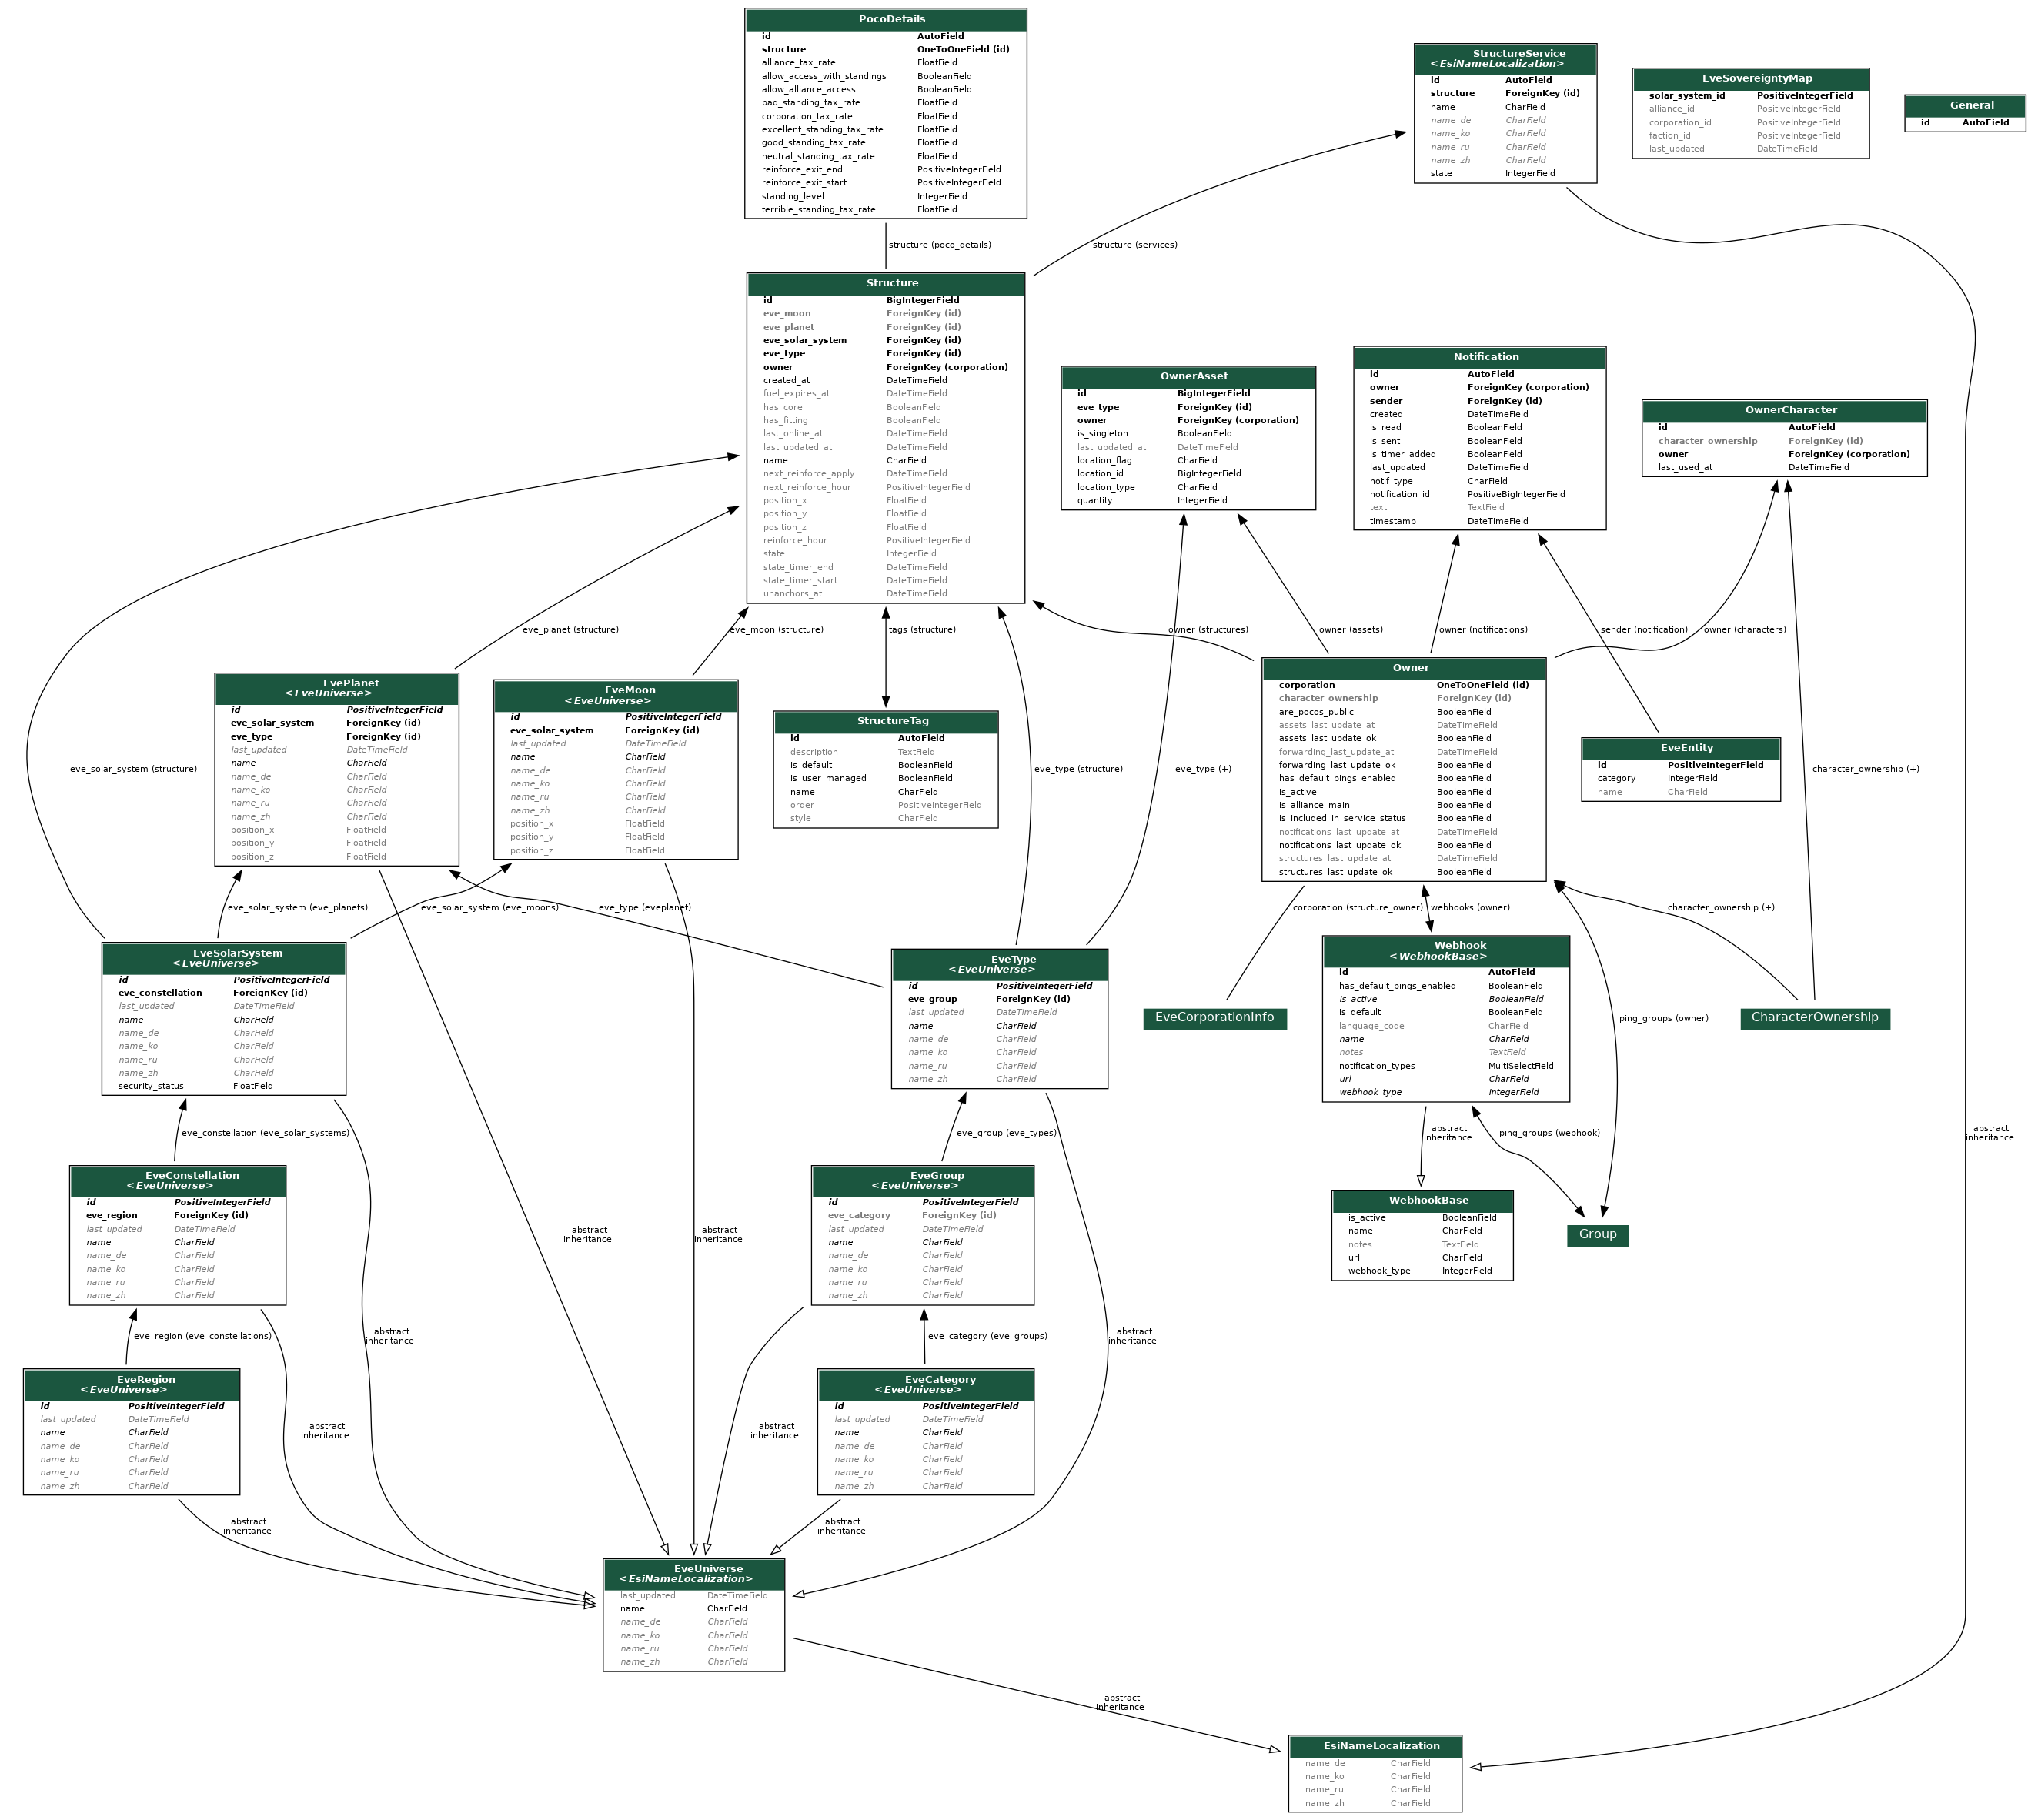 PocoDetails
id AutoField
structure OneToOneField (id)
alliance_tax_rate FloatField
allow_access_with_standings BooleanField
allow_alliance_access BooleanField
bad_standing_tax_rate FloatField
corporation_tax_rate FloatField
excellent_standing_tax_rate FloatField
good_standing_tax_rate FloatField
neutral_standing_tax_rate FloatField
reinforce_exit_end PositiveIntegerField
reinforce_exit_start PositiveIntegerField
standing_level IntegerField
terrible_standing_tax_rate FloatField
StructureService
<EsiNameLocalization>
id AutoField
structure ForeignKey (id)
name CharField
name_de CharField
name_ko CharField
name_ru CharField
name_zh CharField
state IntegerField
EveSovereigntyMap
solar_system_id PositiveIntegerField
alliance_id PositiveIntegerField
corporation_id PositiveIntegerField
faction_id PositiveIntegerField
last_updated DateTimeField
General
id AutoField
structure (poco_details)
structure (services)
Structure
id BigIntegerField
eve_moon ForeignKey (id)
eve_planet ForeignKey (id)
eve_solar_system ForeignKey (id)
eve_type ForeignKey (id)
owner ForeignKey (corporation)
created_at DateTimeField
fuel_expires_at DateTimeField
has_core BooleanField
has_fitting BooleanField
last_online_at DateTimeField
last_updated_at DateTimeField
name CharField
next_reinforce_apply DateTimeField
next_reinforce_hour PositiveIntegerField
position_x FloatField
position_y FloatField
position_z FloatField
reinforce_hour PositiveIntegerField
state IntegerField
state_timer_end DateTimeField
state_timer_start DateTimeField
unanchors_at DateTimeField
OwnerAsset
id BigIntegerField
eve_type ForeignKey (id)
owner ForeignKey (corporation)
is_singleton BooleanField
last_updated_at DateTimeField
location_flag CharField
location_id BigIntegerField
location_type CharField
quantity IntegerField
Notification
id AutoField
owner ForeignKey (corporation)
sender ForeignKey (id)
created DateTimeField
is_read BooleanField
is_sent BooleanField
is_timer_added BooleanField
last_updated DateTimeField
notif_type CharField
notification_id PositiveBigIntegerField
text TextField
timestamp DateTimeField
OwnerCharacter
id AutoField
character_ownership ForeignKey (id)
owner ForeignKey (corporation)
last_used_at DateTimeField
eve_planet (structure)
eve_moon (structure)
tags (structure)
owner (structures)
owner (assets)
owner (notifications)
sender (notification)
owner (characters)
EvePlanet
<EveUniverse>
id PositiveIntegerField
eve_solar_system ForeignKey (id)
eve_type ForeignKey (id)
last_updated DateTimeField
name CharField
name_de CharField
name_ko CharField
name_ru CharField
name_zh CharField
position_x FloatField
position_y FloatField
position_z FloatField
EveMoon
<EveUniverse>
id PositiveIntegerField
eve_solar_system ForeignKey (id)
last_updated DateTimeField
name CharField
name_de CharField
name_ko CharField
name_ru CharField
name_zh CharField
position_x FloatField
position_y FloatField
position_z FloatField
StructureTag
id AutoField
description TextField
is_default BooleanField
is_user_managed BooleanField
name CharField
order PositiveIntegerField
style CharField
Owner
corporation OneToOneField (id)
character_ownership ForeignKey (id)
are_pocos_public BooleanField
assets_last_update_at DateTimeField
assets_last_update_ok BooleanField
forwarding_last_update_at DateTimeField
forwarding_last_update_ok BooleanField
has_default_pings_enabled BooleanField
is_active BooleanField
is_alliance_main BooleanField
is_included_in_service_status BooleanField
notifications_last_update_at DateTimeField
notifications_last_update_ok BooleanField
structures_last_update_at DateTimeField
structures_last_update_ok BooleanField
EveEntity
id PositiveIntegerField
category IntegerField
name CharField
eve_solar_system (structure)
eve_type (structure)
eve_type (+)
character_ownership (+)
eve_solar_system (eve_planets)
eve_solar_system (eve_moons)
eve_type (eveplanet)
corporation (structure_owner)
webhooks (owner)
character_ownership (+)
EveSolarSystem
<EveUniverse>
id PositiveIntegerField
eve_constellation ForeignKey (id)
last_updated DateTimeField
name CharField
name_de CharField
name_ko CharField
name_ru CharField
name_zh CharField
security_status FloatField
EveType
<EveUniverse>
id PositiveIntegerField
eve_group ForeignKey (id)
last_updated DateTimeField
name CharField
name_de CharField
name_ko CharField
name_ru CharField
name_zh CharField
EveCorporationInfo
Webhook
<WebhookBase>
id AutoField
has_default_pings_enabled BooleanField
is_active BooleanField
is_default BooleanField
language_code CharField
name CharField
notes TextField
notification_types MultiSelectField
url CharField
webhook_type IntegerField
ping_groups (owner)
CharacterOwnership
eve_constellation (eve_solar_systems)
eve_group (eve_types)
abstract
inheritance
ping_groups (webhook)
abstract
inheritance
EveConstellation
<EveUniverse>
id PositiveIntegerField
eve_region ForeignKey (id)
last_updated DateTimeField
name CharField
name_de CharField
name_ko CharField
name_ru CharField
name_zh CharField
abstract
inheritance
abstract
inheritance
EveGroup
<EveUniverse>
id PositiveIntegerField
eve_category ForeignKey (id)
last_updated DateTimeField
name CharField
name_de CharField
name_ko CharField
name_ru CharField
name_zh CharField
WebhookBase
is_active BooleanField
name CharField
notes TextField
url CharField
webhook_type IntegerField
Group
eve_region (eve_constellations)
abstract
inheritance
eve_category (eve_groups)
abstract
inheritance
EveRegion
<EveUniverse>
id PositiveIntegerField
last_updated DateTimeField
name CharField
name_de CharField
name_ko CharField
name_ru CharField
name_zh CharField
abstract
inheritance
abstract
inheritance
EveCategory
<EveUniverse>
id PositiveIntegerField
last_updated DateTimeField
name CharField
name_de CharField
name_ko CharField
name_ru CharField
name_zh CharField
abstract
inheritance
abstract
inheritance
EveUniverse
<EsiNameLocalization>
last_updated DateTimeField
name CharField
name_de CharField
name_ko CharField
name_ru CharField
name_zh CharField
abstract
inheritance
EsiNameLocalization
name_de CharField
name_ko CharField
name_ru CharField
name_zh CharField